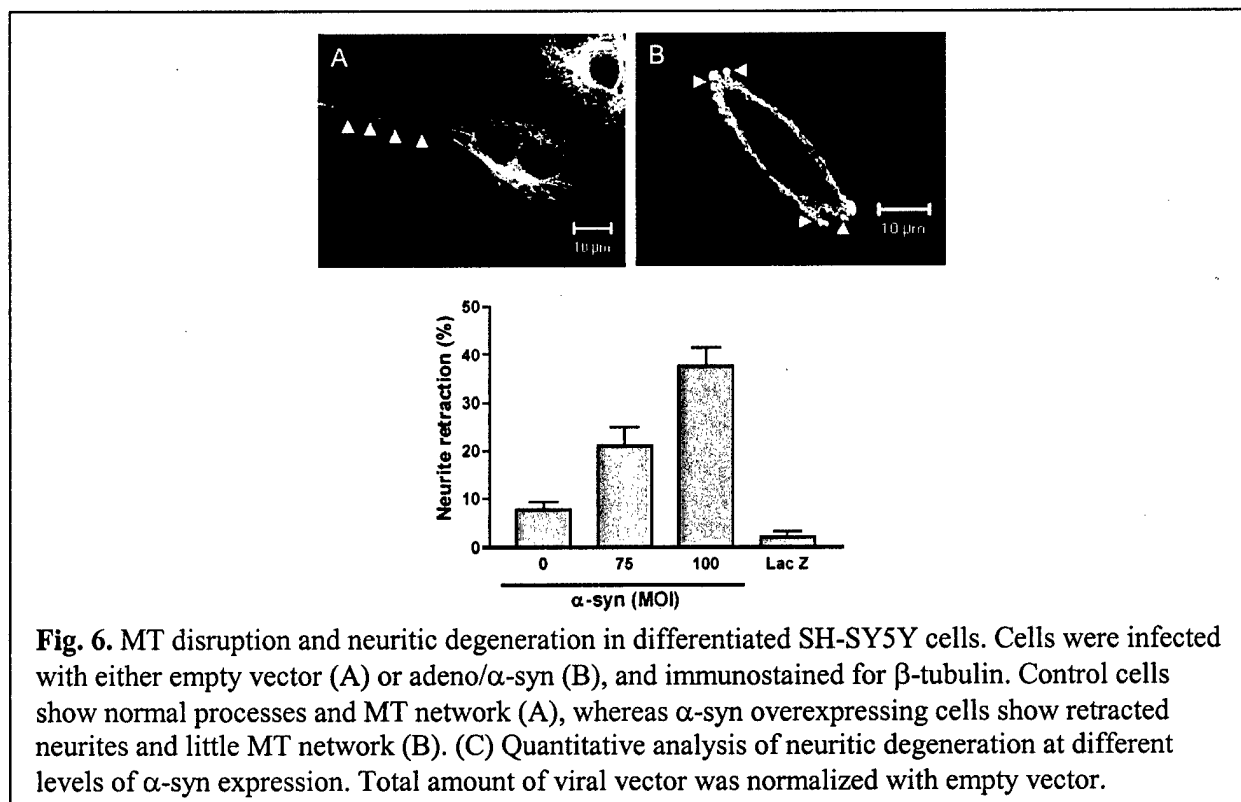 A
B
10 µm
10 µm
Neurite retraction (%)
50
40
30
20
10
0
0 75 100 Lac Z
α-syn (MOI)
Fig. 6. MT disruption and neuritic degeneration in differentiated SH-SY5Y cells. Cells were infected
with either empty vector (A) or adeno/α-syn (B), and immunostained for β-tubulin. Control cells
show normal processes and MT network (A), whereas α-syn overexpressing cells show retracted
neurites and little MT network (B). (C) Quantitative analysis of neuritic degeneration at different
levels of α-syn expression. Total amount of viral vector was normalized with empty vector.